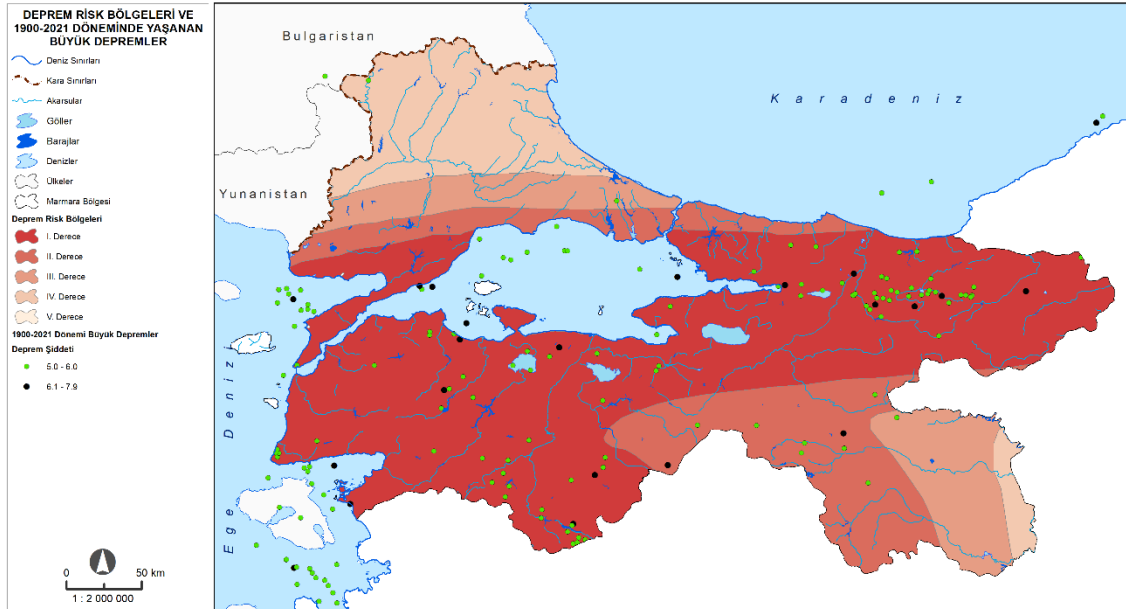 DEPREM RİSK BÖLGELERİ VE
1900-2021 DÖNEMİNDE YAŞANAN
BÜYÜK DEPREMLER
Deniz Sınırları
Kara Sınırları
Akarsular
Göller
Barajlar
Denizler
Ülkeler
Marmara Bölgesi
Deprem Risk Bölgeleri
I. Derece
II. Derece
III. Derece
IV. Derece
V. Derece
1900-2021 Dönemi Büyük Depremler
Deprem Şiddeti
5.0 - 6.0
6.1 - 7.9
0 50 km
1 : 2 000 000
Bulgaristan
Karadeniz
Yunanistan
Ege Denizi